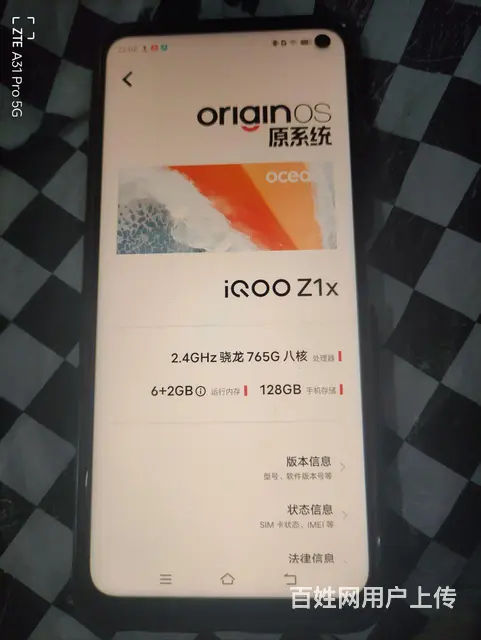 ZTE A31 Pro 5G
originOS
原系统
ocea
iQOO Z1x
2.4GHz 骁龙 765G 八核 处理器
6+2GB 运行内存 128GB 手机存储
版本信息
型号、软件版本号等
状态信息
SIM 卡状态、IMEI 等
法律信息
百姓网用户上传